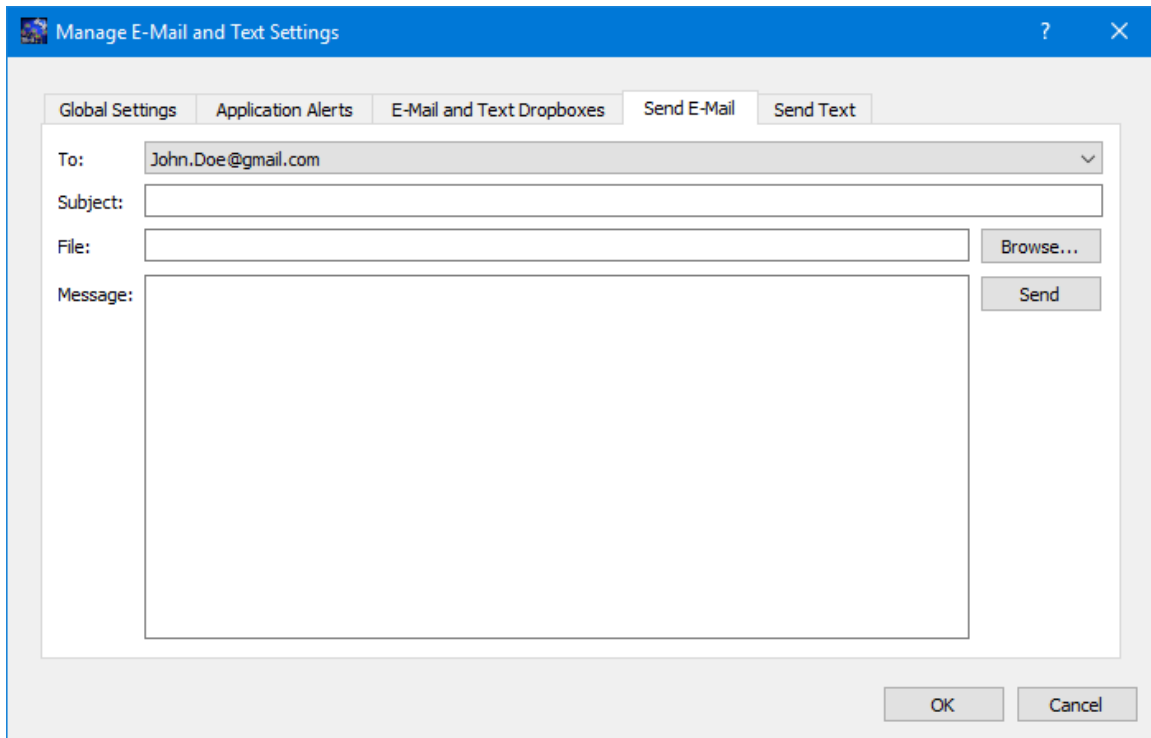 Manage E-Mail and Text Settings ?
Global Settings Application Alerts E-Mail and Text Dropboxes Send E-Mail Send Text
To: John.Doe@gmail.com
Subject:
File: Browse...
Message: Send
OK Cancel